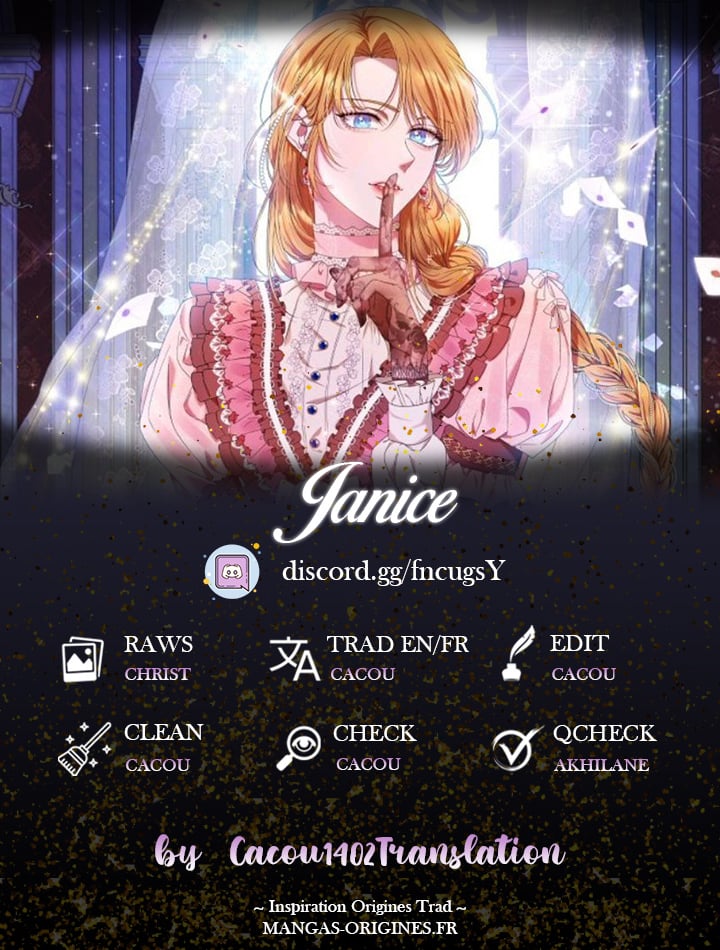 Janice
discord.gg/fncugsY
RAWS
CHRIST
TRAD EN/FR
CACOU
EDIT
CACOU
CLEAN
CACOU
CHECK
CACOU
QCHECK
AKHILANE
by Cacou1402Translation
~ Inspiration Origines Trad ~
MANGAS-ORIGINES.FR